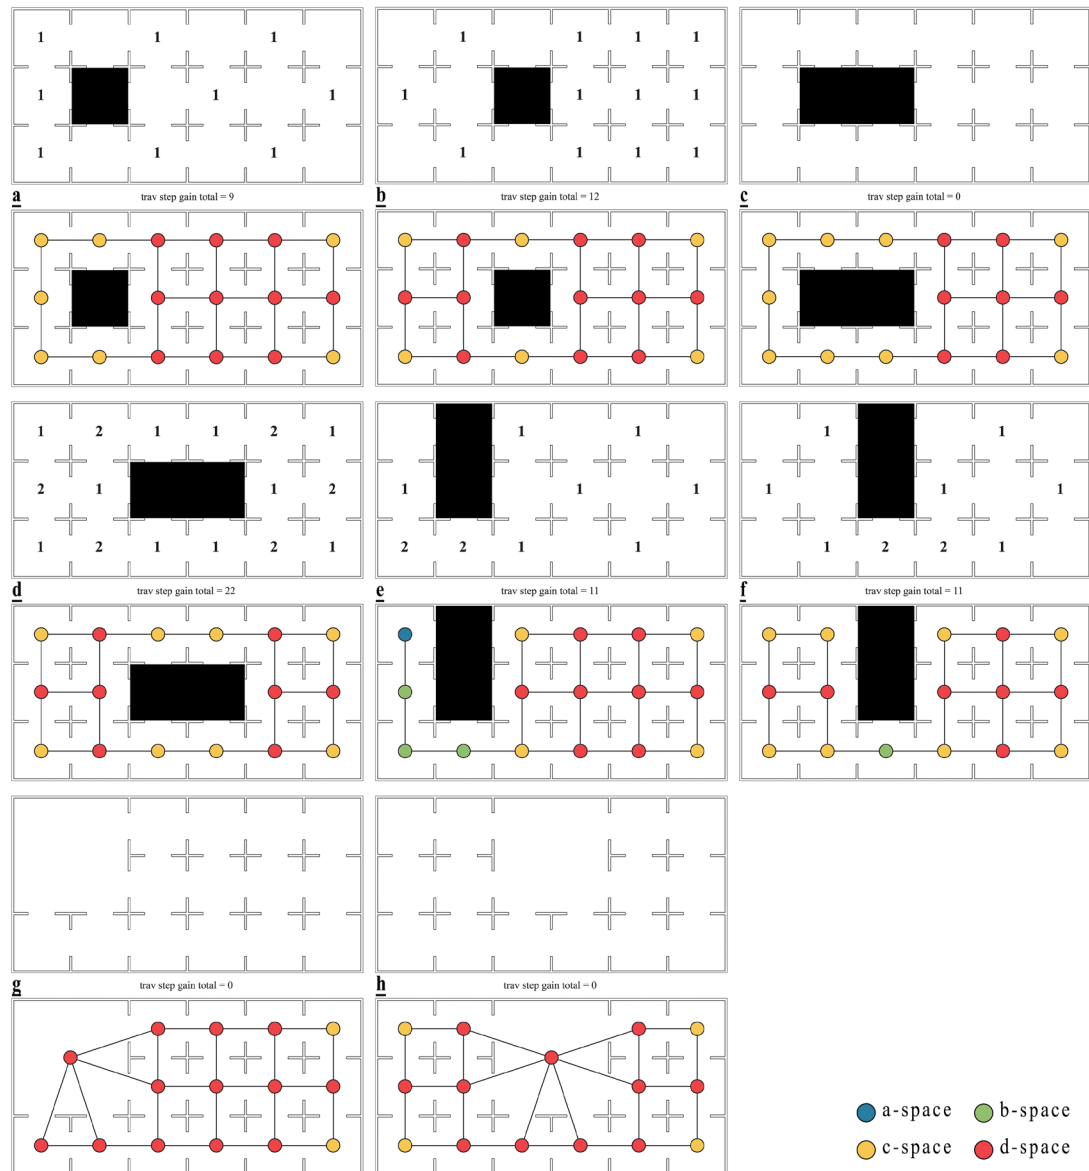 1 1 1 1 1 1 1
1 1 1 1 1 1 1 1
1 1 1 1 1 1 1
a trav step gain total = 9 b trav step gain total = 12 c trav step gain total = 0
1 2 1 1 2 1 1 1 1 1
2 1 1 2 1 1 1 1 1 1
1 2 1 1 2 1 2 2 1 1 1 2 2 1
d trav step gain total = 22 e trav step gain total = 11 f trav step gain total = 11
g trav step gain total = 0 h trav step gain total = 0
a-space b-space
c-space d-space